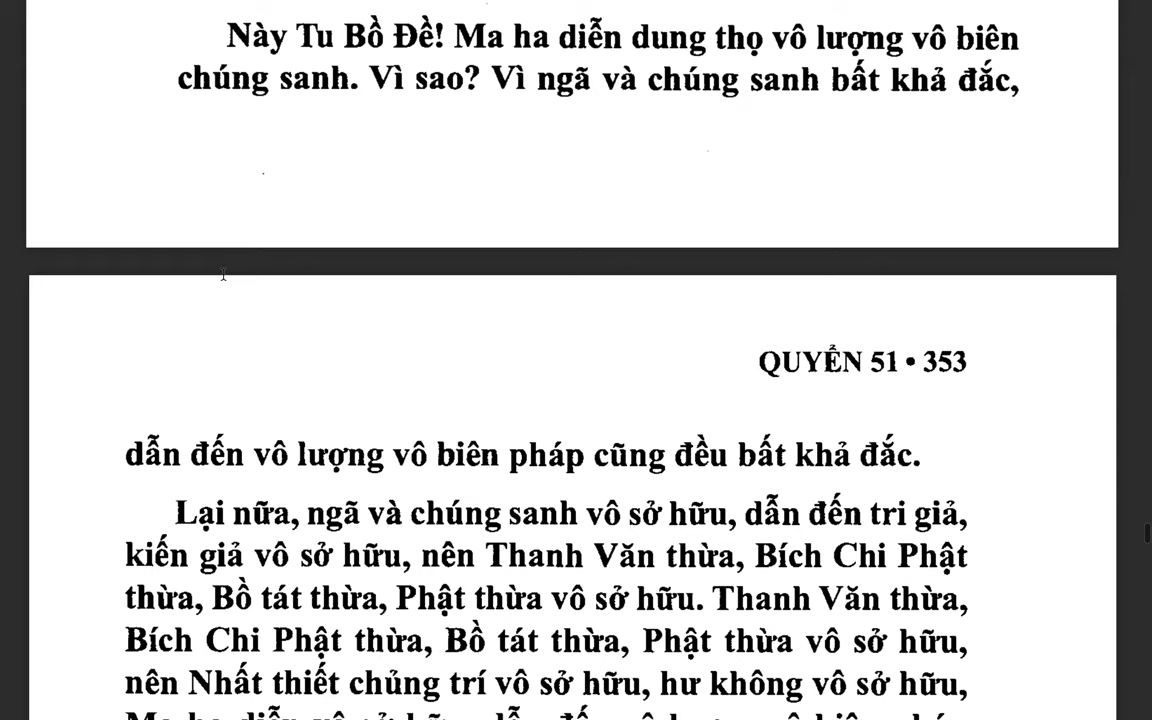 Này Tu Bồ Đề! Ma ha diễn dung thọ vô lượng vô biên
chúng sanh. Vì sao? Vì ngã và chúng sanh bất khả đắc,
QUYỂN 51 • 353
dẫn đến vô lượng vô biên pháp cũng đều bất khả đắc.
Lại nữa, ngã và chúng sanh vô sở hữu, dẫn đến tri giả,
kiến giả vô sở hữu, nên Thanh Văn thừa, Bích Chi Phật
thừa, Bồ tát thừa, Phật thừa vô sở hữu. Thanh Văn thừa,
Bích Chi Phật thừa, Bồ tát thừa, Phật thừa vô sở hữu,
nên Nhất thiết chủng trí vô sở hữu, hư không vô sở hữu,